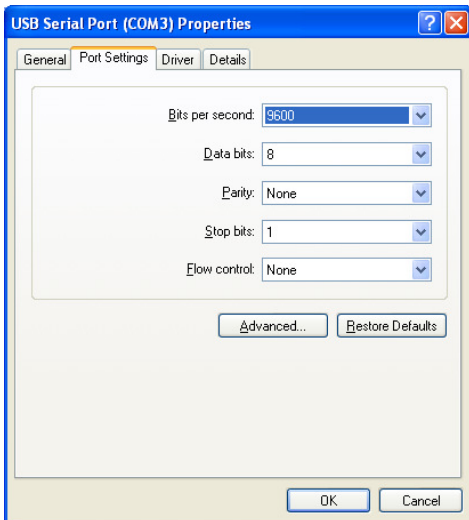 USB Serial Port (COM3) Properties
General Port Settings Driver Details
Bits per second: 9600
Data bits: 8
Parity: None
Stop bits: 1
Flow control: None
Advanced... Restore Defaults
OK Cancel